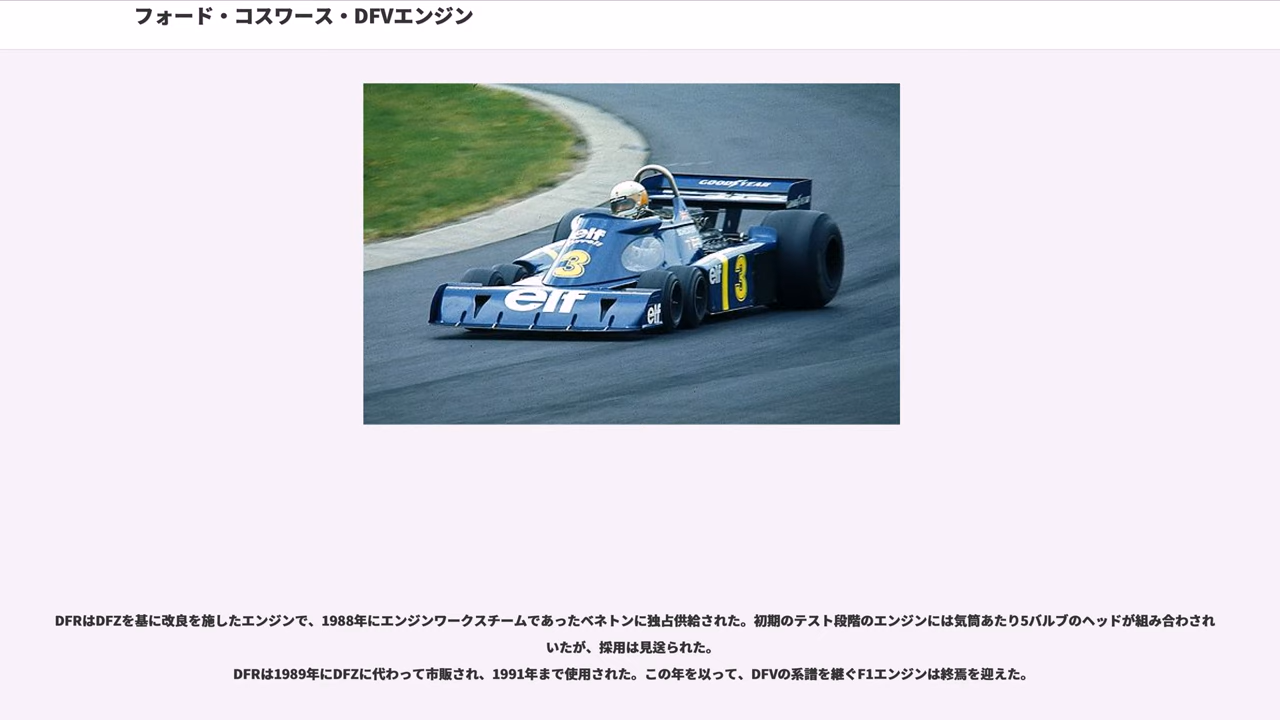 フォード・コスワース・DFVエンジン
GOODYEAR
elf
3
elf
3
elf
elf
DFRはDFZを基に改良を施したエンジンで、1988年にエンジンワークスチームであったベネトンに独占供給された。初期のテスト段階のエンジンには気筒あたり5バルブのヘッドが組み合わされ
いたが、採用は見送られた。
DFRは1989年にDFZに代わって市販され、1991年まで使用された。この年を以って、DFVの系譜を継ぐF1エンジンは終焉を迎えた。